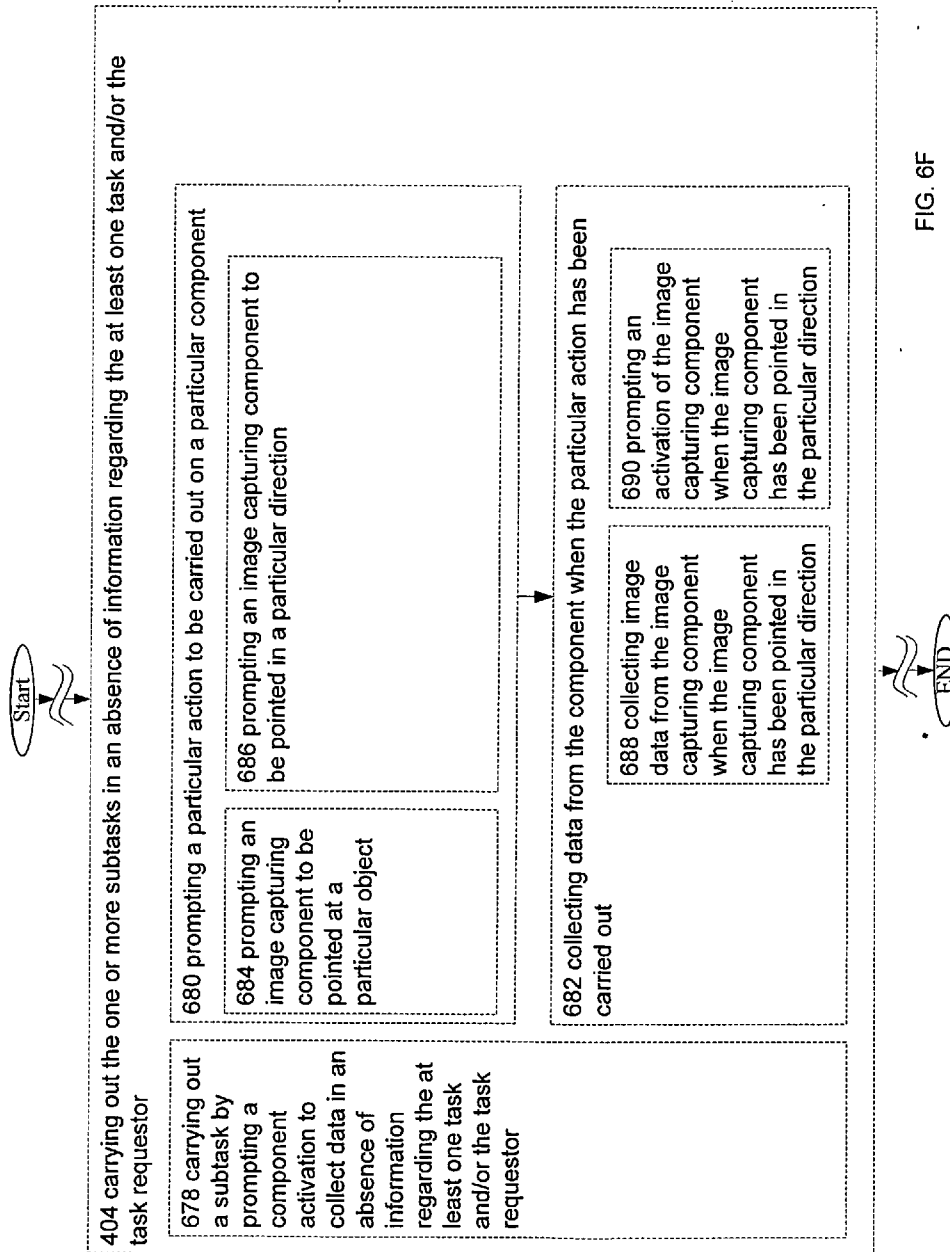 Start
404 carrying out the one or more subtasks in an absence of information regarding the at least one task and/or the
task requestor
678 carrying out
a subtask by
prompting a
component
activation to
collect data in an
absence of
information
regarding the at
least one task
and/or the task
requestor
680 prompting a particular action to be carried out on a particular component
684 prompting an
image capturing
component to be
pointed at a
particular object
686 prompting an image capturing component to
be pointed in a particular direction
682 collecting data from the component when the particular action has been
carried out
688 collecting image
data from the image
capturing component
when the image
capturing component
has been pointed in
the particular direction
690 prompting an
activation of the image
capturing component
when the image
capturing component
has been pointed in
the particular direction
END
FIG. 6F